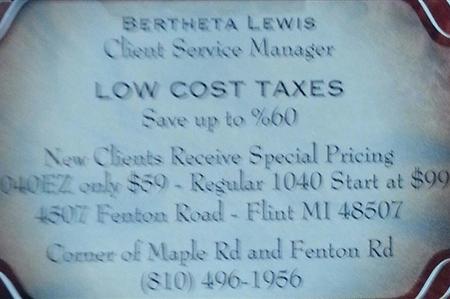 BERTHETA LEWIS
Client Service Manager
LOW COST TAXES
Save up to %60
New Clients Receive Special Pricing
040EZ only $59 - Regular 1040 Start at $99
4507 Fenton Road - Flint MI 48507
Corner of Maple Rd and Fenton Rd
(810) 496-1956